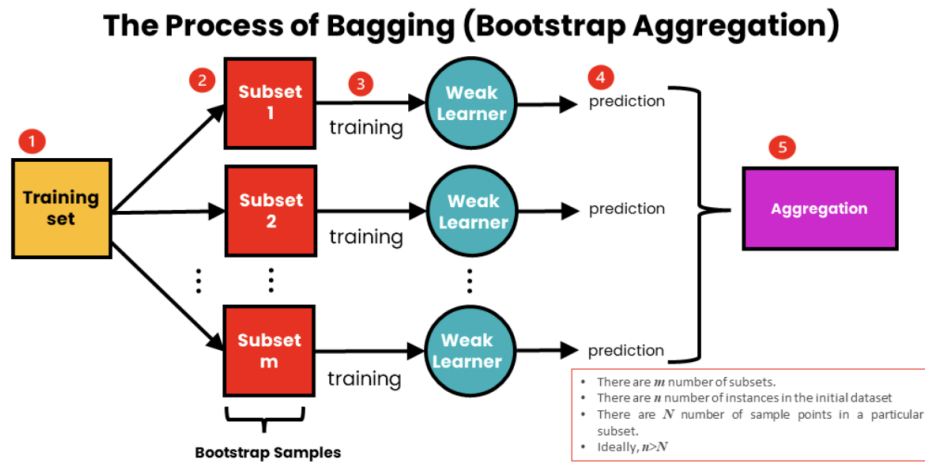 The Process of Bagging (Bootstrap Aggregation)
1
Training
set
2
Subset
1
3
training
Weak
Learner
4
prediction
Subset
2
training
Weak
Learner
prediction
Subset
m
training
Weak
Learner
prediction
5
Aggregation
Bootstrap Samples
• There are m number of subsets.
• There are n number of instances in the initial dataset
• There are N number of sample points in a particular
subset.
• Ideally, n>N